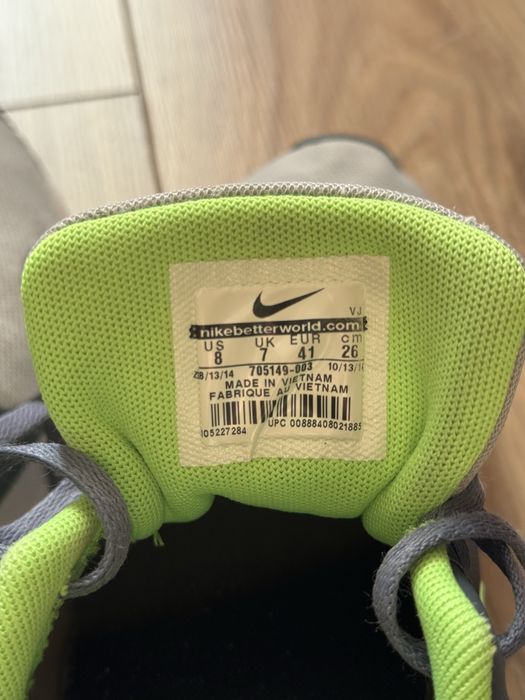 VJ
nikebetterworld.com
US UK EUR cm
8 7 41 26
705149-003
MADE IN VIETNAM
FABRIQUE AU VIETNAM
UPC 00888408021885